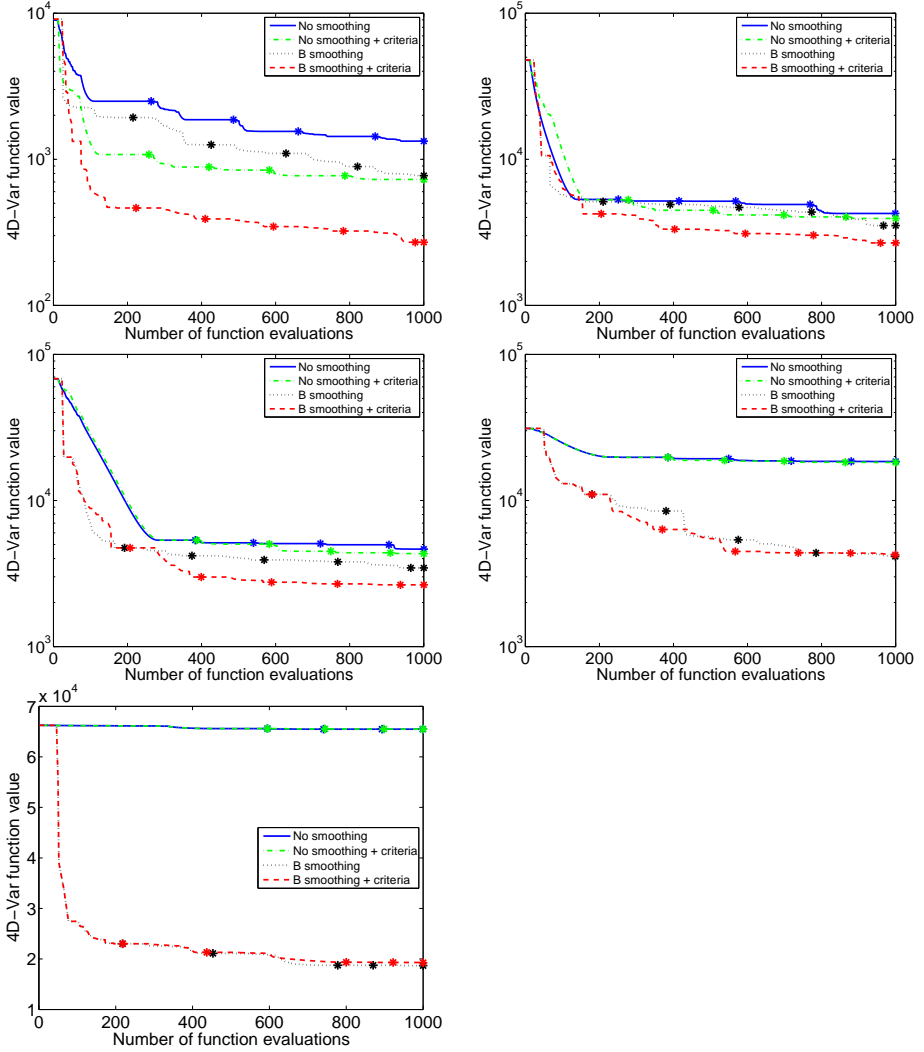 10^4
10^3
10^2
4D−Var function value
0 200 400 600 800 1000
Number of function evaluations
No smoothing
No smoothing + criteria
B smoothing
B smoothing + criteria
10^5
10^4
10^3
4D−Var function value
0 200 400 600 800 1000
Number of function evaluations
No smoothing
No smoothing + criteria
B smoothing
B smoothing + criteria
10^5
10^4
10^3
4D−Var function value
0 200 400 600 800 1000
Number of function evaluations
No smoothing
No smoothing + criteria
B smoothing
B smoothing + criteria
10^5
10^4
10^3
4D−Var function value
0 200 400 600 800 1000
Number of function evaluations
No smoothing
No smoothing + criteria
B smoothing
B smoothing + criteria
x 10^4
7
6
5
4
3
2
1
4D−Var function value
0 200 400 600 800 1000
Number of function evaluations
No smoothing
No smoothing + criteria
B smoothing
B smoothing + criteria